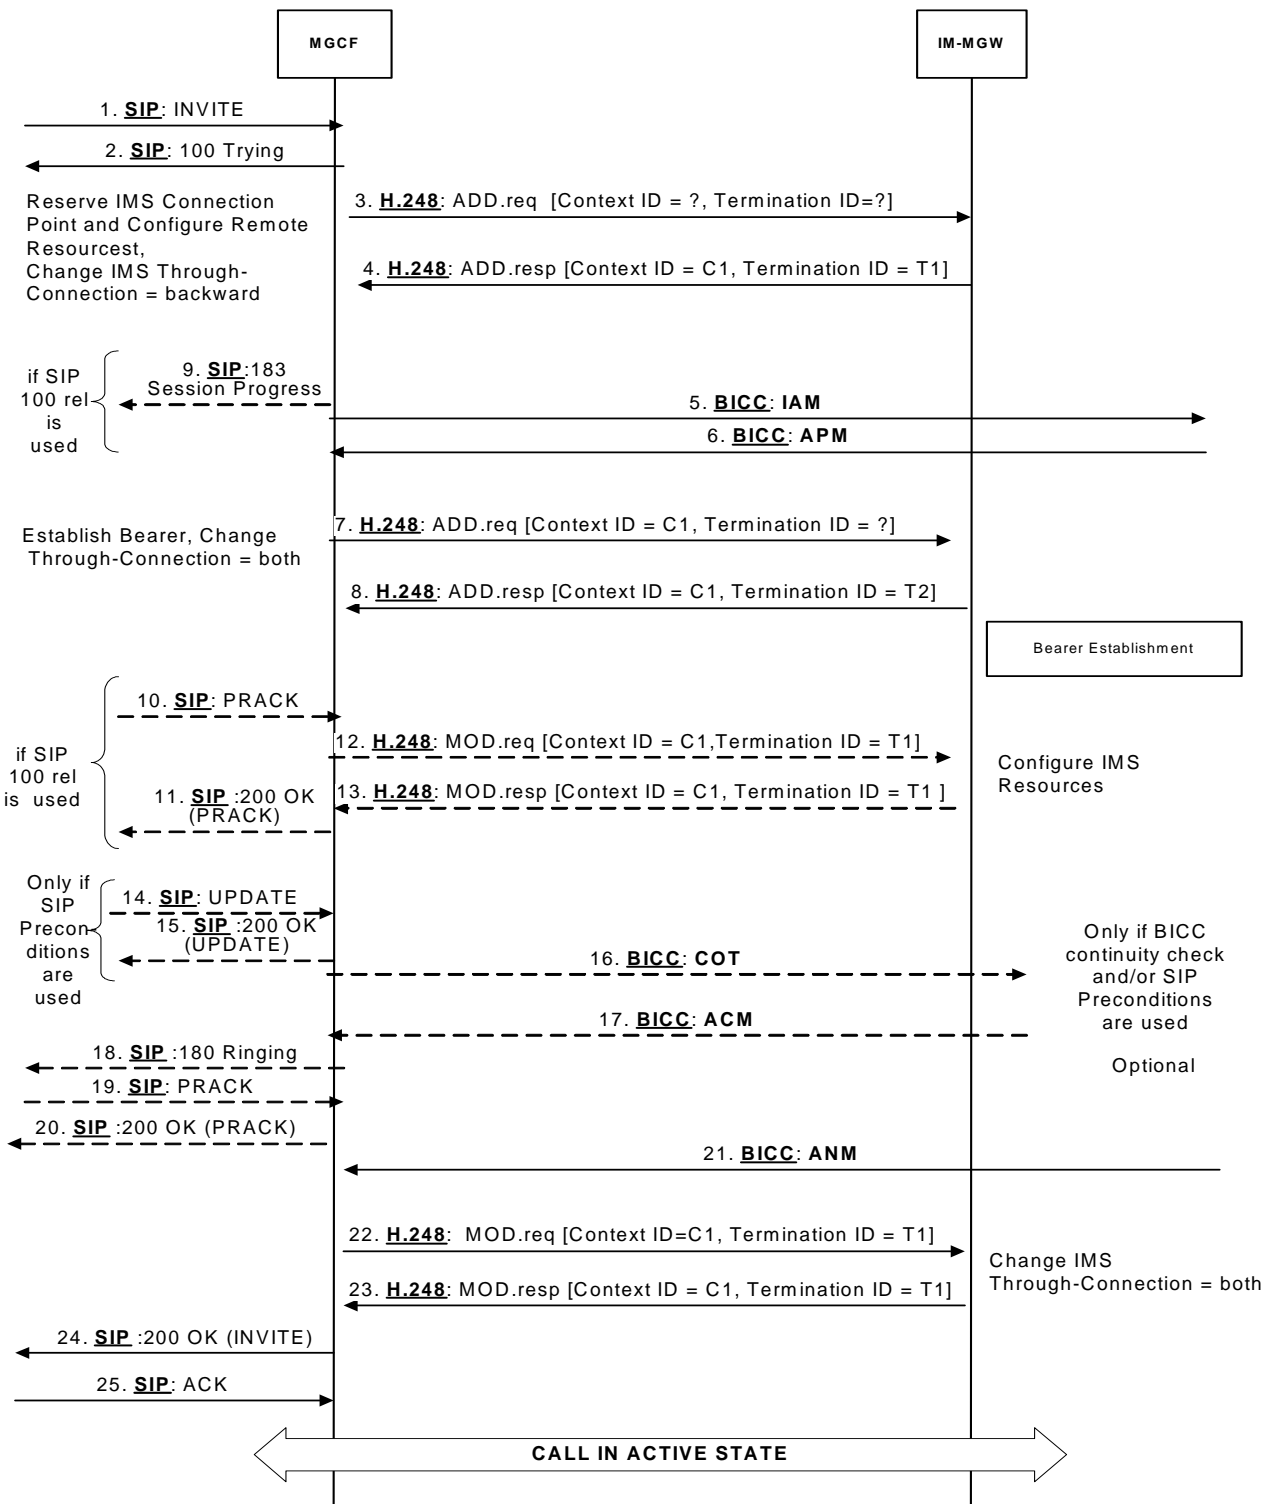 MGCF
IM-MGW
1. SIP: INVITE
2. SIP: 100 Trying
Reserve IMS Connection
Point and Configure Remote
Resourcest,
Change IMS Through-
Connection = backward
3. H.248: ADD.req [Context ID = ?, Termination ID=?]
4. H.248: ADD.resp [Context ID = C1, Termination ID = T1]
if SIP
100 rel
is
used
9. SIP:183
Session Progress
5. BICC: IAM
6. BICC: APM
Establish Bearer, Change
Through-Connection = both
7. H.248: ADD.req [Context ID = C1, Termination ID = ?]
8. H.248: ADD.resp [Context ID = C1, Termination ID = T2]
Bearer Establishment
if SIP
100 rel
is used
10. SIP: PRACK
12. H.248: MOD.req [Context ID = C1,Termination ID = T1]
11. SIP :200 OK
(PRACK)
13. H.248: MOD.resp [Context ID = C1, Termination ID = T1 ]
Configure IMS
Resources
Only if
SIP
Precon
ditions
are
used
14. SIP: UPDATE
15. SIP :200 OK
(UPDATE)
16. BICC: COT
Only if BICC
continuity check
and/or SIP
Preconditions
are used
17. BICC: ACM
Optional
18. SIP :180 Ringing
19. SIP: PRACK
20. SIP :200 OK (PRACK)
21. BICC: ANM
22. H.248: MOD.req [Context ID=C1, Termination ID = T1]
23. H.248: MOD.resp [Context ID = C1, Termination ID = T1]
Change IMS
Through-Connection = both
24. SIP :200 OK (INVITE)
25. SIP: ACK
CALL IN ACTIVE STATE